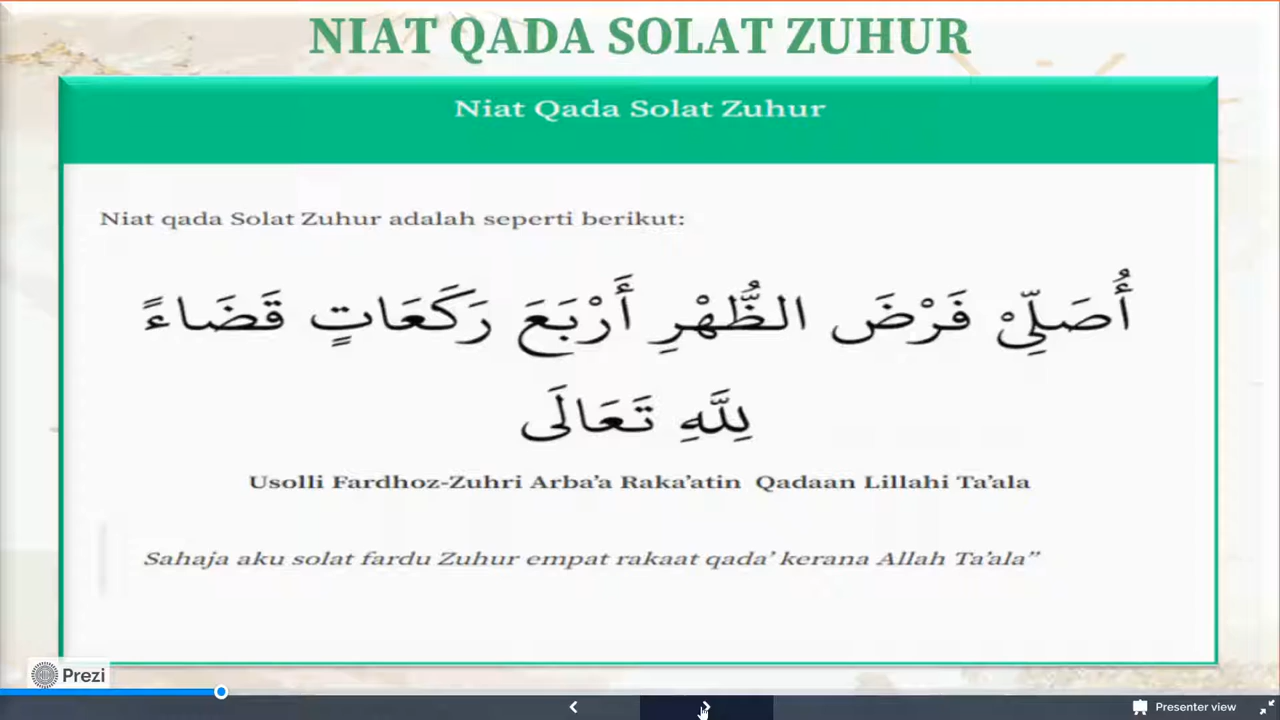 NIAT QADA SOLAT ZUHUR
Niat Qada Solat Zuhur
Niat qada Solat Zuhur adalah seperti berikut:
أُصَلِّيْ فَرْضَ الظُّهْرِ أَرْبَعَ رَكَعَاتٍ قَضَاءً
لِلَّهِ تَعَالَى
Usolli Fardhoz-Zuhri Arba’a Raka’atin Qadaan Lillahi Ta’ala
Sahaja aku solat fardu Zuhur empat rakaat qada’ kerana Allah Ta’ala”
Prezi
Presenter view